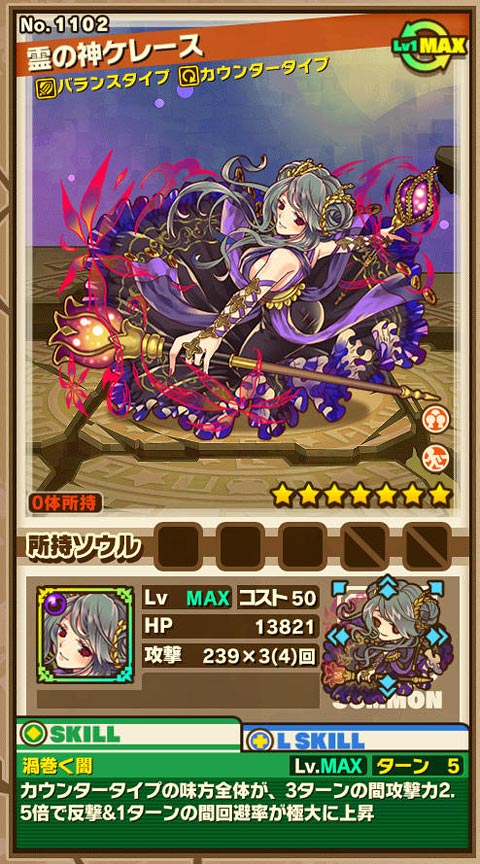 No.1102
霊の神ケレース
Lv1 MAX
バランスタイプ カウンタータイプ
0体所持
所持ソウル
Lv MAX コスト 50
HP 13821
攻撃 239×3(4)回
COMMON
SKILL
L SKILL
渦巻く闇 Lv.MAX ターン 5
カウンタータイプの味方全体が、3ターンの間攻撃力2.
5倍で反撃&1ターンの間回避率が極大に上昇